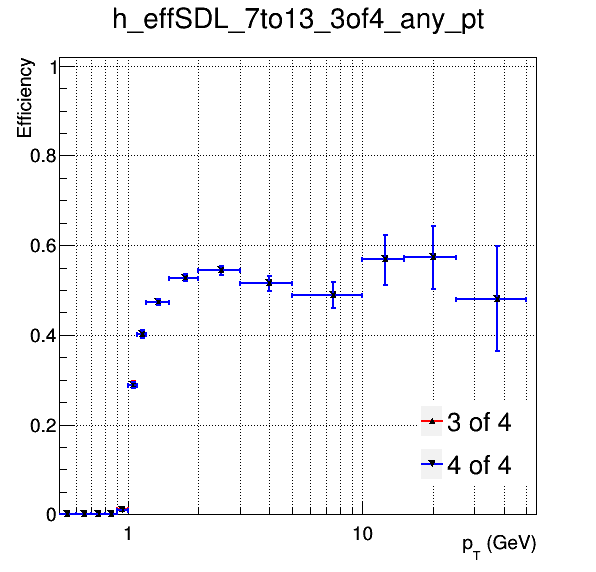 h_effSDL_7to13_3of4_any_pt
Efficiency
1
0.8
0.6
0.4
0.2
0
3 of 4
4 of 4
1
10
p_T (GeV)